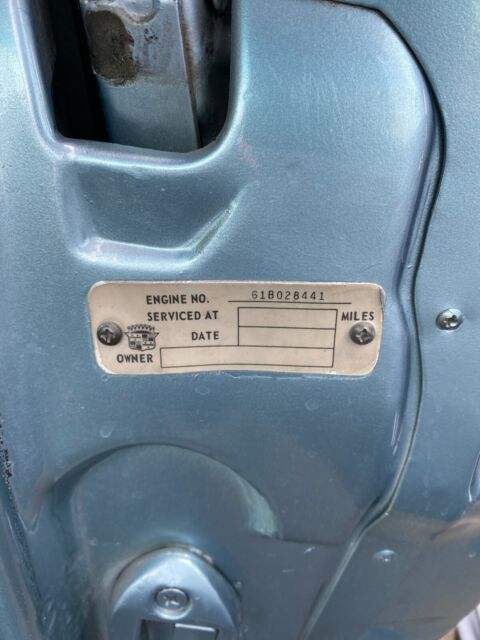 ENGINE NO. 61B028441
SERVICED AT MILES
DATE
OWNER